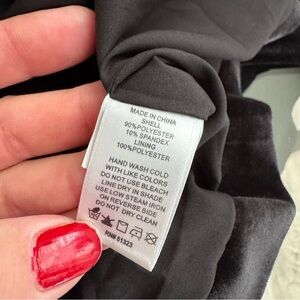 MADE IN CHINA
SHELL
90%POLYESTER
10% SPANDEX
LINING
100%POLYESTER
HAND WASH COLD
WITH LIKE COLORS
DO NOT USE BLEACH
LINE DRY IN SHADE
USE LOW STEAM IRON
ON REVERSE SIDE
DO NOT DRY CLEAN
RN# 61323